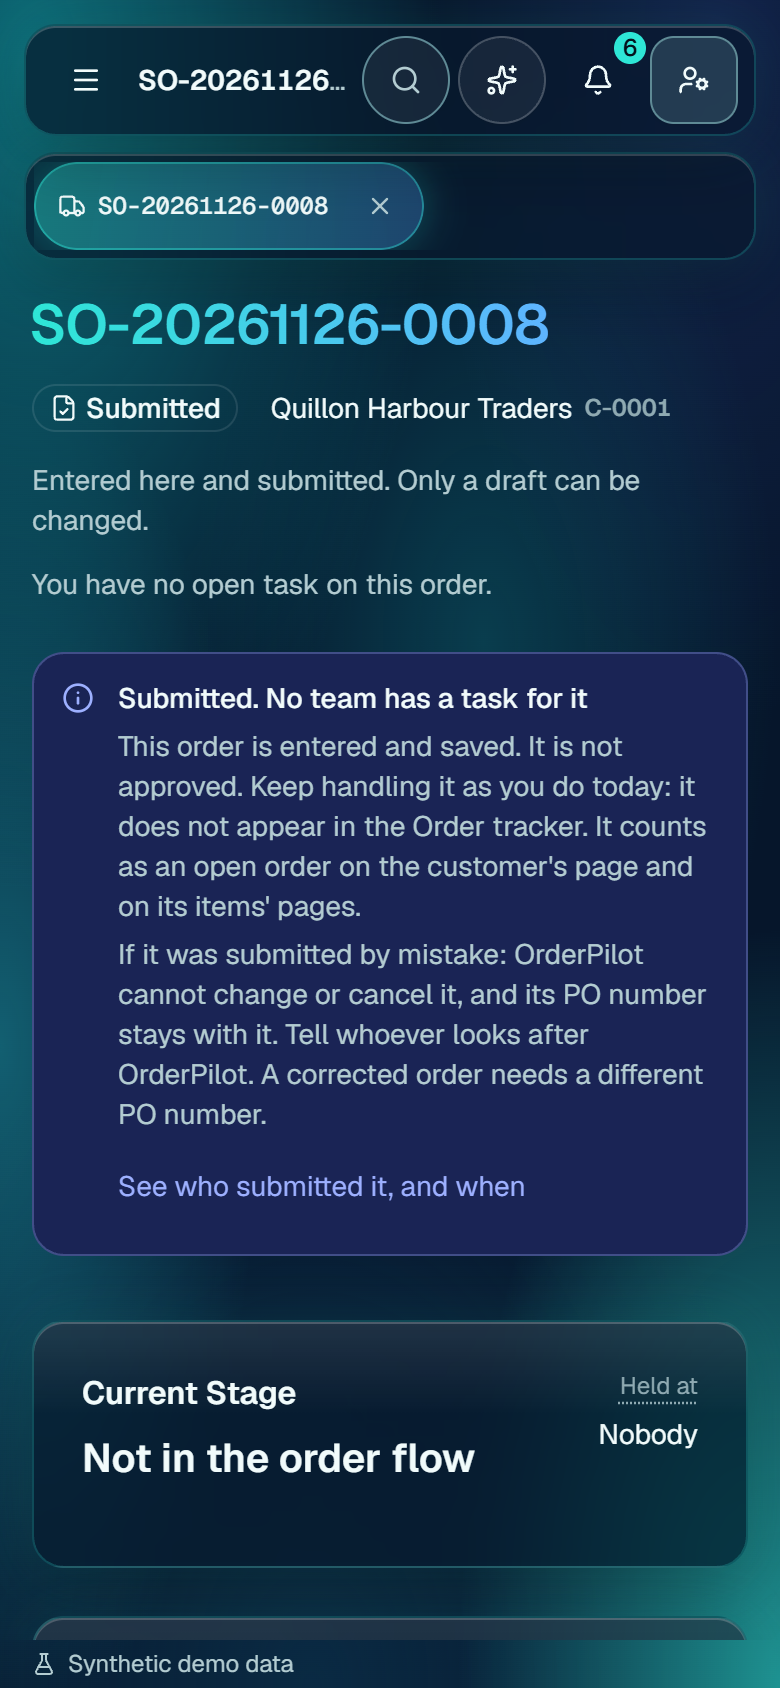 SO-20261126...
6
SO-20261126-0008
SO-20261126-0008
Submitted
Quillon Harbour Traders C-0001
Entered here and submitted. Only a draft can be
changed.
You have no open task on this order.
Submitted. No team has a task for it
This order is entered and saved. It is not
approved. Keep handling it as you do today: it
does not appear in the Order tracker. It counts
as an open order on the customer's page and
on its items' pages.
If it was submitted by mistake: OrderPilot
cannot change or cancel it, and its PO number
stays with it. Tell whoever looks after
OrderPilot. A corrected order needs a different
PO number.
See who submitted it, and when
Current Stage
Held at
Not in the order flow
Nobody
Synthetic demo data